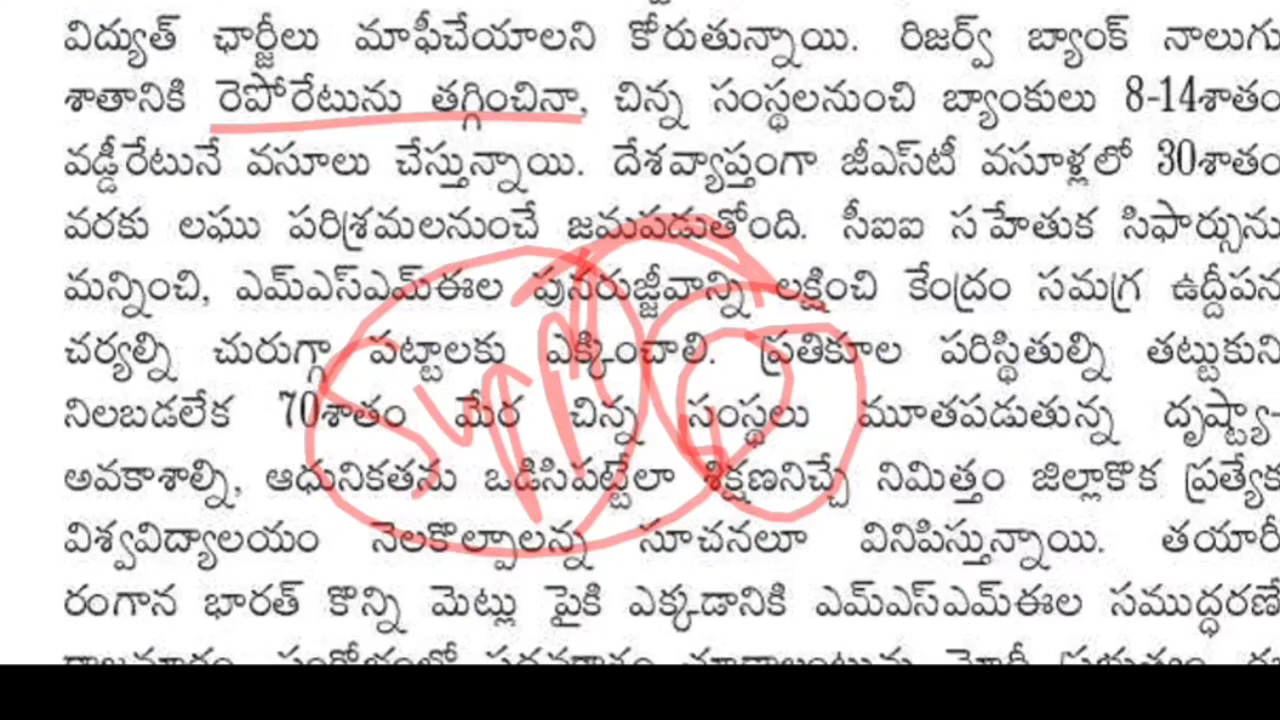 విద్యుత్ ఛార్జీలు మాఫీచేయాలని కోరుతున్నాయి. రిజర్వ్ బ్యాంక్ నాలుగు
శాతానికి రెపోరేటును తగ్గించినా, చిన్న సంస్థలనుంచి బ్యాంకులు 8-14శాతం
వడ్డీరేటునే వసూలు చేస్తున్నాయి. దేశవ్యాప్తంగా జీఎస్‌టీ వసూళ్లలో 30శాతం
వరకు లఘు పరిశ్రమలనుంచే జమపడుతోంది. సీఐఐ సహేతుక సిఫార్సును
మన్నించి, ఎమ్ఎస్ఎమ్ఈల పునరుజ్జీవాన్ని లక్షించి కేంద్రం సమగ్ర ఉద్దీపన
చర్యల్ని చురుగ్గా పట్టాలకు ఎక్కించాలి. ప్రతికూల పరిస్థితుల్ని తట్టుకుని
నిలబడలేక 70శాతం మేర చిన్న సంస్థలు మూతపడుతున్న దృష్ట్యా-
అవకాశాల్ని, ఆధునికతను ఒడిసిపట్టేలా శిక్షణనిచ్చే నిమిత్తం జిల్లాకొక ప్రత్యేక
విశ్వవిద్యాలయం నెలకొల్పాలన్న సూచనలూ వినిపిస్తున్నాయి. తయారీ
రంగాన భారత్ కొన్ని మెట్లు పైకి ఎక్కడానికి ఎమ్ఎస్ఎమ్ఈల సముద్ధరణే